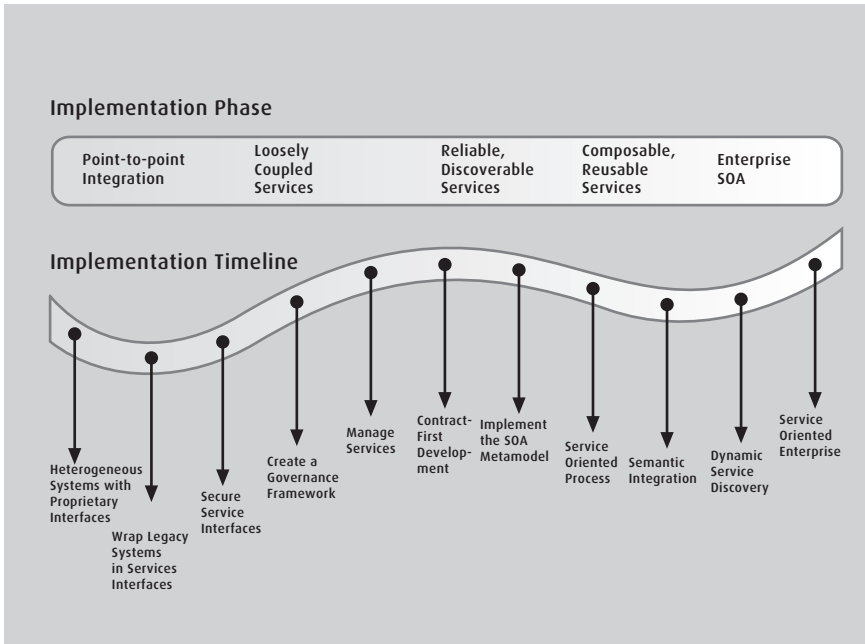 Implementation Phase
Point-to-point
Integration
Loosely
Coupled
Services
Reliable,
Discoverable
Services
Composable,
Reusable
Services
Enterprise
SOA
Implementation Timeline
Heterogeneous
Systems with
Proprietary
Interfaces
Wrap Legacy
Systems
in Services
Interfaces
Secure
Service
Interfaces
Create a
Governance
Framework
Manage
Services
Contract-
First
Develop-
ment
Implement
the SOA
Metamodel
Service
Oriented
Process
Semantic
Integration
Dynamic
Service
Discovery
Service
Oriented
Enterprise